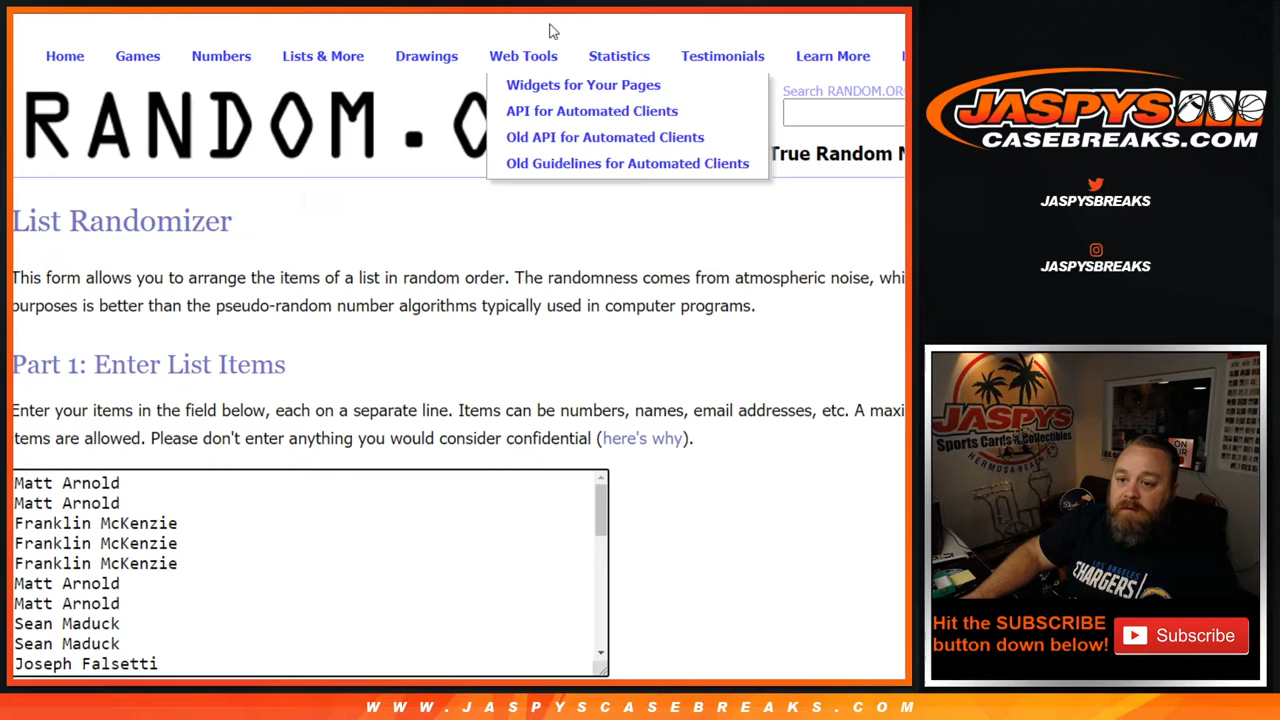 Home Games Numbers Lists & More Drawings Web Tools Statistics Testimonials Learn More
Widgets for Your Pages
API for Automated Clients
Old API for Automated Clients
Old Guidelines for Automated Clients
Search RANDOM.OR
RANDOM.O
True Random N
List Randomizer
This form allows you to arrange the items of a list in random order. The randomness comes from atmospheric noise, whi
purposes is better than the pseudo-random number algorithms typically used in computer programs.
Part 1: Enter List Items
Enter your items in the field below, each on a separate line. Items can be numbers, names, email addresses, etc. A maxi
items are allowed. Please don't enter anything you would consider confidential (here's why).
Matt Arnold
Matt Arnold
Franklin McKenzie
Franklin McKenzie
Franklin McKenzie
Matt Arnold
Matt Arnold
Sean Maduck
Sean Maduck
Joseph Falsetti
JASPYS
CASEBREAKS.COM
JASPYSBREAKS
JASPYSBREAKS
JASPYS
Sports Cards & Collectibles
HERMOSA BEACH
ON
AIR
LOS ANGELES
CHARGERS
Hit the SUBSCRIBE
button down below!
Subscribe
WWW.JASPYSCASEBREAKS.COM